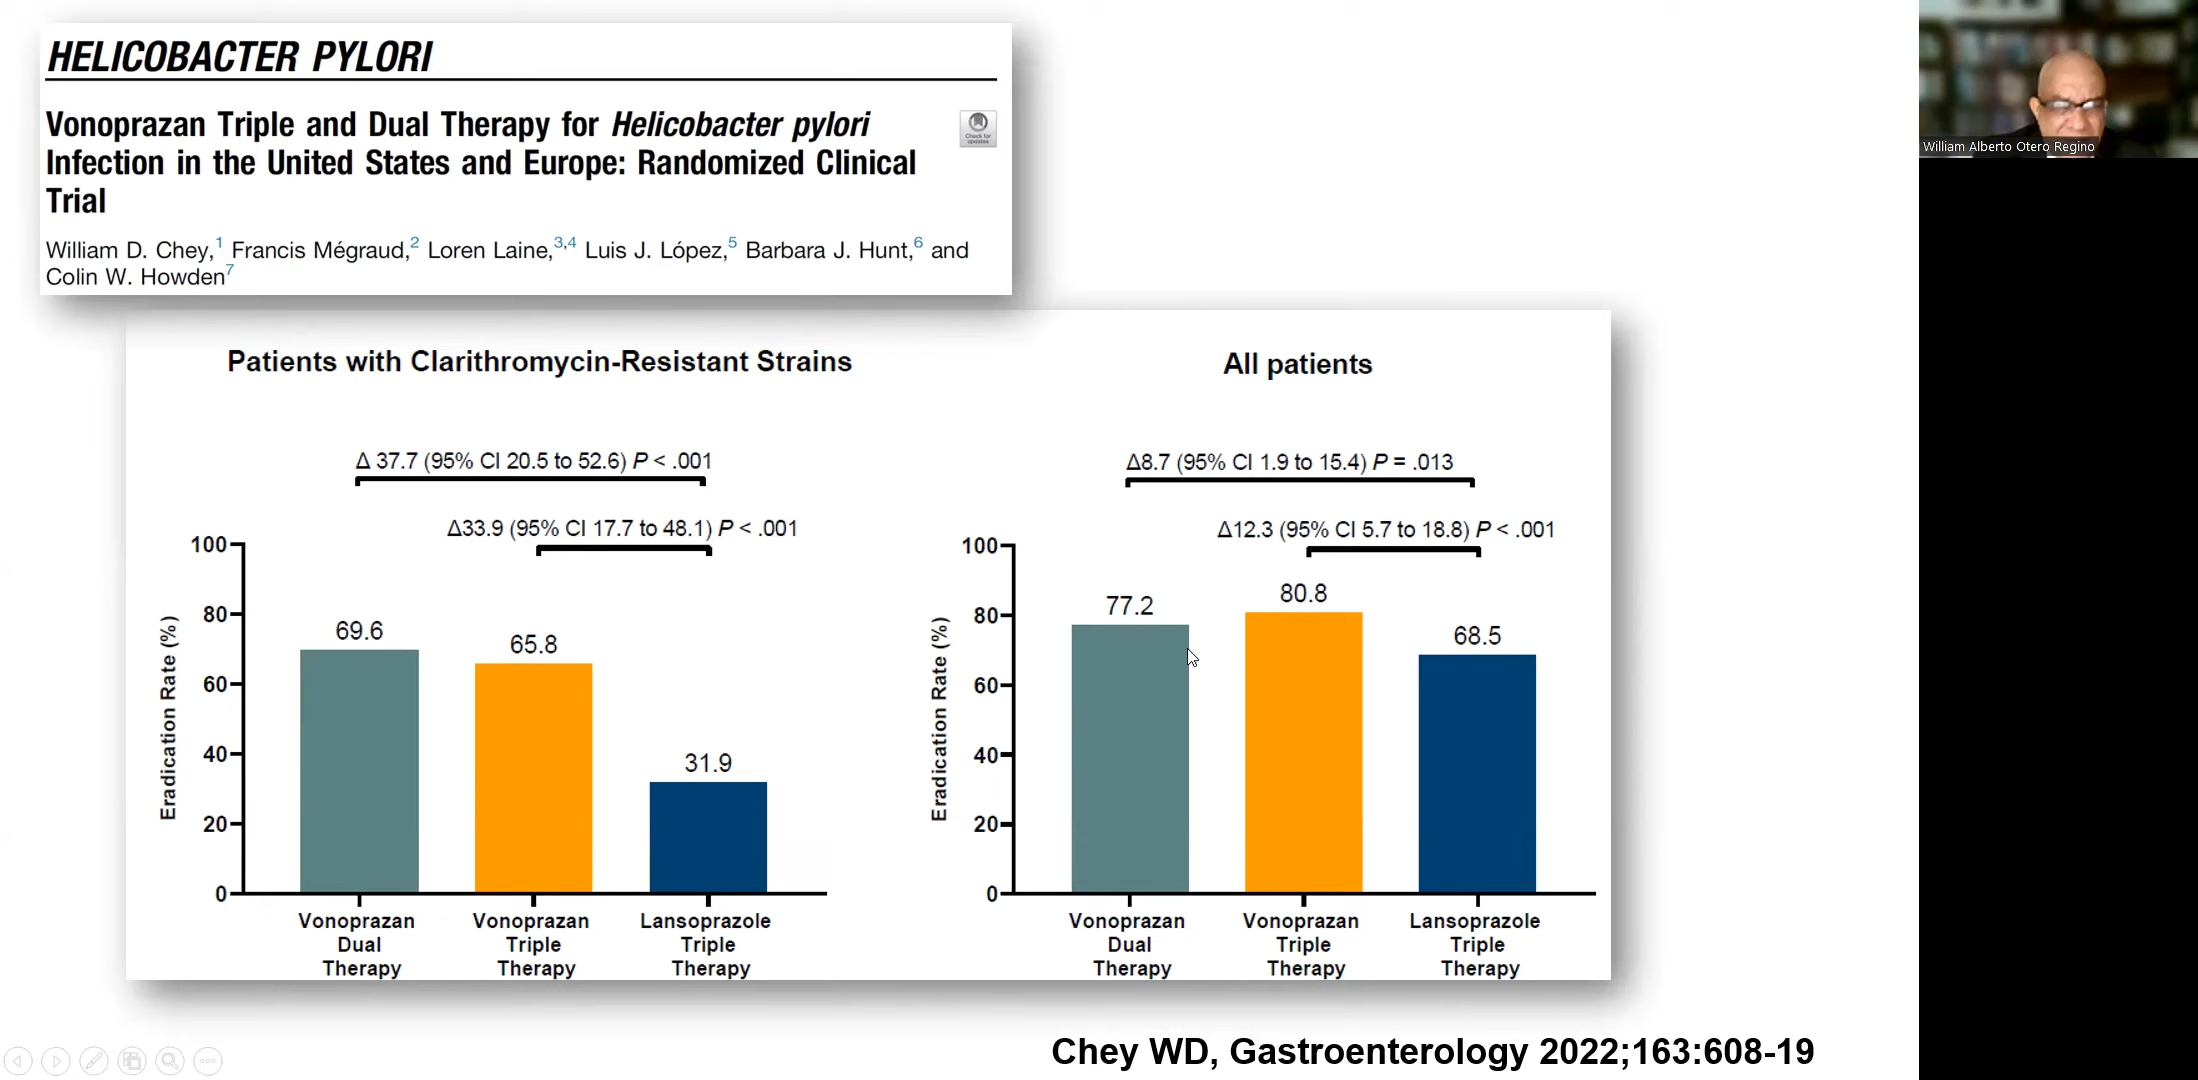 HELICOBACTER PYLORI
Vonoprazan Triple and Dual Therapy for Helicobacter pylori
Infection in the United States and Europe: Randomized Clinical
Trial
Check for
updates
William D. Chey,1 Francis Mégraud,2 Loren Laine,3,4 Luis J. López,5 Barbara J. Hunt,6 and
Colin W. Howden7
William Alberto Otero Regino
Patients with Clarithromycin-Resistant Strains
Δ 37.7 (95% CI 20.5 to 52.6) P < .001
Δ33.9 (95% CI 17.7 to 48.1) P < .001
Eradication Rate (%)
100
80
60
40
20
0
69.6
65.8
31.9
Vonoprazan
Dual
Therapy
Vonoprazan
Triple
Therapy
Lansoprazole
Triple
Therapy
All patients
Δ8.7 (95% CI 1.9 to 15.4) P = .013
Δ12.3 (95% CI 5.7 to 18.8) P < .001
Eradication Rate (%)
100
80
60
40
20
0
77.2
80.8
68.5
Vonoprazan
Dual
Therapy
Vonoprazan
Triple
Therapy
Lansoprazole
Triple
Therapy
Chey WD, Gastroenterology 2022;163:608-19